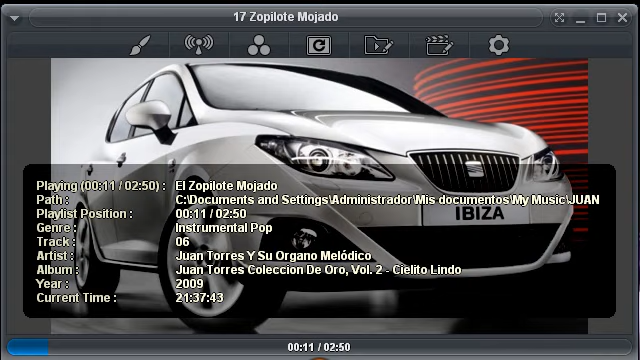 17 Zopilote Mojado
IBIZA
Playing (00:11 / 02:50) : El Zopilote Mojado
Path : C:\Documents and Settings\Administrador\Mis documentos\My Music\JUAN
Playlist Position : 00:11 / 02:50
Genre : Instrumental Pop
Track : 06
Artist : Juan Torres Y Su Organo Melódico
Album : Juan Torres Coleccion De Oro, Vol. 2 - Cielito Lindo
Year : 2009
Current Time : 21:37:43
00:11 / 02:50